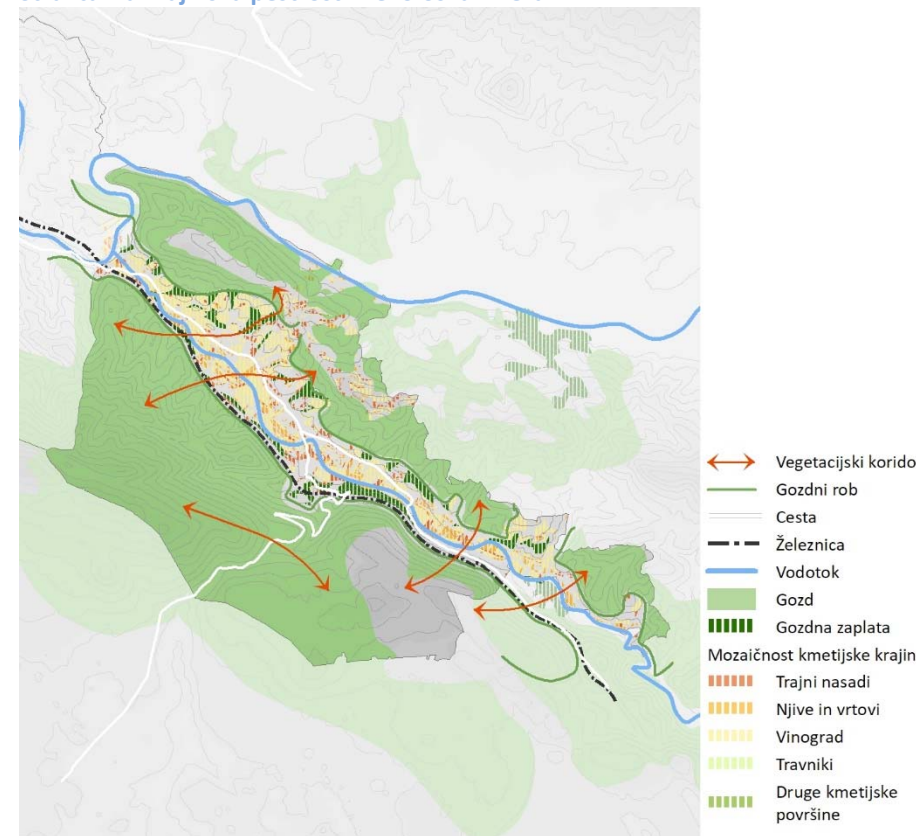 Vegetacijski korido
Gozdni rob
Cesta
Železnica
Vodotok
Gozd
Gozdna zaplata
Mozaičnost kmetijske krajin
Trajni nasadi
Njive in vrtovi
Vinograd
Travniki
Druge kmetijske
površine